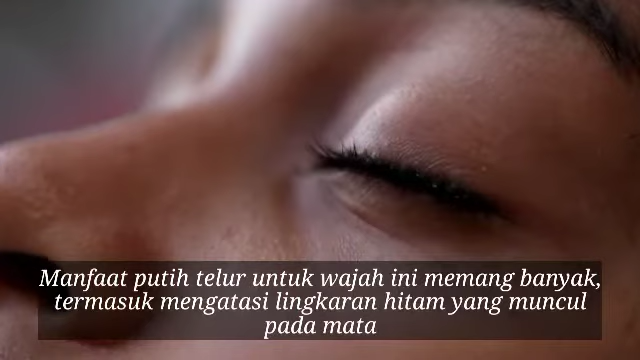 Manfaat putih telur untuk wajah ini memang banyak,
termasuk mengatasi lingkaran hitam yang muncul
pada mata